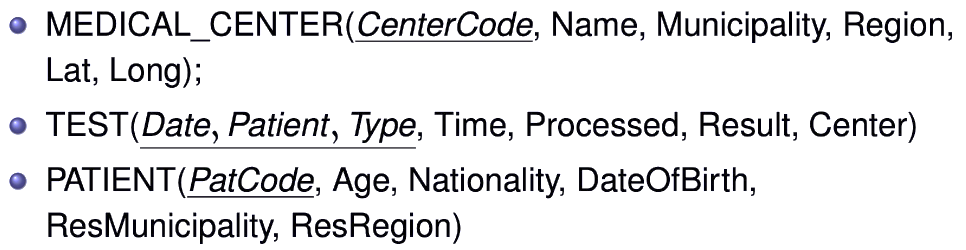 MEDICAL_CENTER(CenterCode, Name, Municipality, Region,
Lat, Long);
TEST(Date, Patient, Type, Time, Processed, Result, Center)
PATIENT(PatCode, Age, Nationality, DateOfBirth,
ResMunicipality, ResRegion)